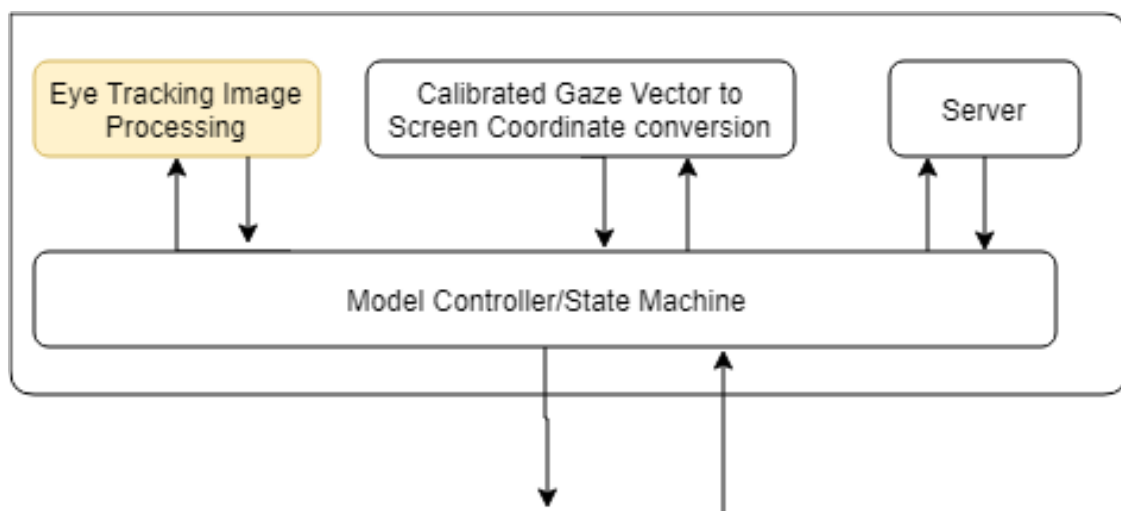 Eye Tracking Image
Processing
Calibrated Gaze Vector to
Screen Coordinate conversion
Server
Model Controller/State Machine